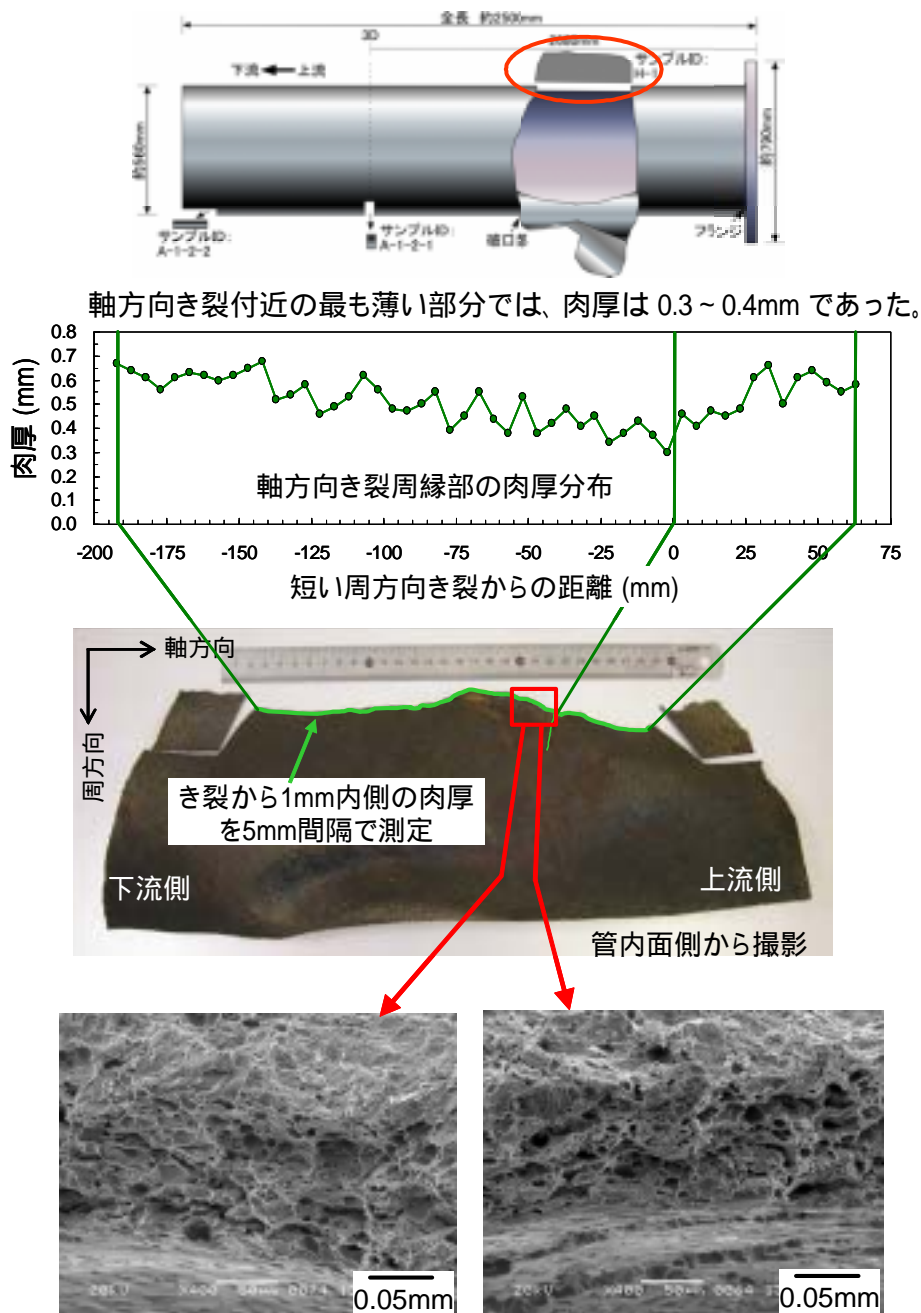 全長 約2500mm
3D
下流 上流
サンプルID:
H-1
約560mm
約790mm
サンプルID:
A-1-2-2
サンプルID:
A-1-2-1
破口部
フランジ
軸方向き裂付近の最も薄い部分では、肉厚は 0.3 ~ 0.4mm であった。
肉厚 (mm)
0.8
0.7
0.6
0.5
0.4
0.3
0.2
0.1
0.0
軸方向き裂周縁部の肉厚分布
-200 -175 -150 -125 -100 -75 -50 -25 0 25 50 75
短い周方向き裂からの距離 (mm)
軸方向
周方向
き裂から1mm内側の肉厚
を5mm間隔で測定
下流側
上流側
管内面側から撮影
20kV X400 50μm
0.05mm
20kV X400 50μm 0064
0.05mm